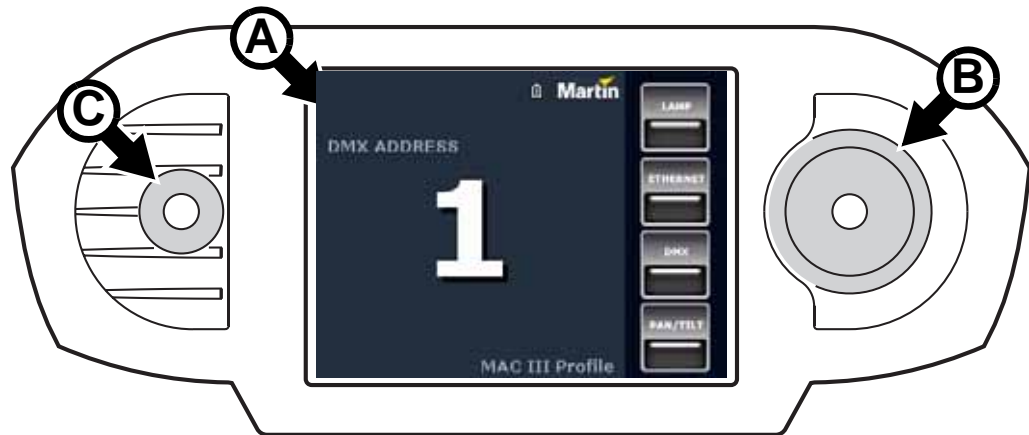 A
B
C
Martin
LAMP
DMX ADDRESS
ETHERNET
1
DMX
PAN/TILT
MAC III Profile